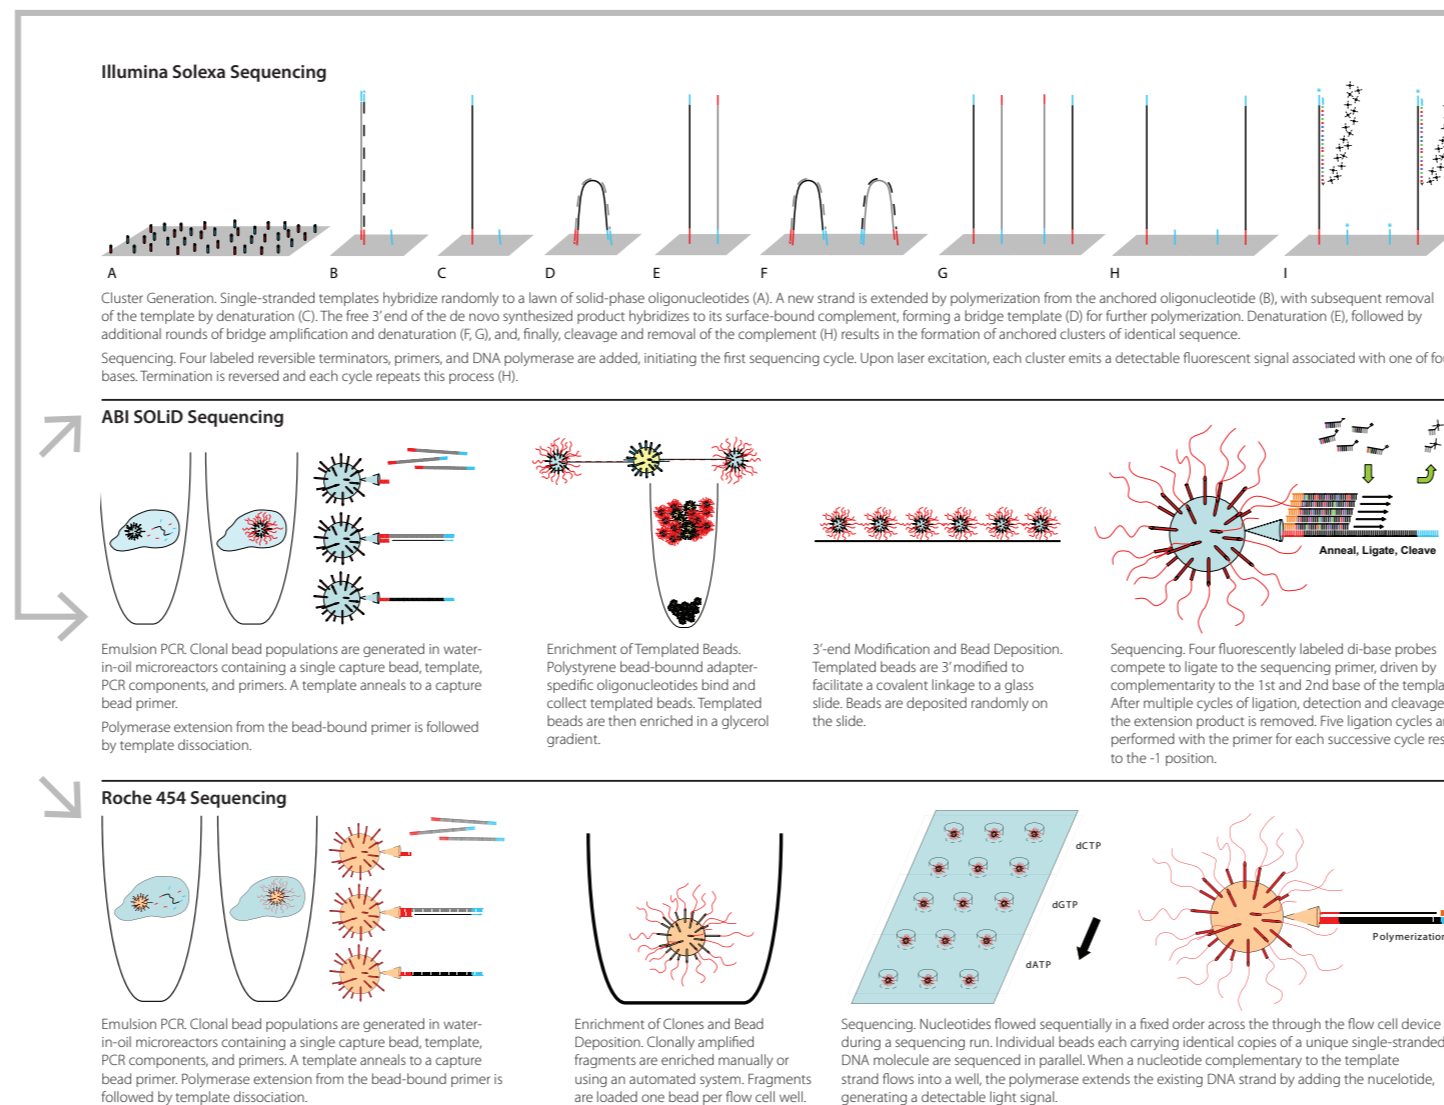 Illumina Solexa Sequencing
A
B
C
D
E
F
G
H
I
Cluster Generation. Single-stranded templates hybridize randomly to a lawn of solid-phase oligonucleotides (A). A new strand is extended by polymerization from the anchored oligonucleotide (B), with subsequent removal
of the template by denaturation (C). The free 3' end of the de novo synthesized product hybridizes to its surface-bound complement, forming a bridge template (D) for further polymerization. Denaturation (E), followed by
additional rounds of bridge amplification and denaturation (F, G), and, finally, cleavage and removal of the complement (H) results in the formation of anchored clusters of identical sequence.
Sequencing. Four labeled reversible terminators, primers, and DNA polymerase are added, initiating the first sequencing cycle. Upon laser excitation, each cluster emits a detectable fluorescent signal associated with one of fou
bases. Termination is reversed and each cycle repeats this process (H).
ABI SOLiD Sequencing
Anneal, Ligate, Cleave
Emulsion PCR. Clonal bead populations are generated in water-
in-oil microreactors containing a single capture bead, template,
PCR components, and primers. A template anneals to a capture
bead primer.
Polymerase extension from the bead-bound primer is followed
by template dissociation.
Enrichment of Templated Beads.
Polystyrene bead-bounnd adapter-
spedific oligonucleotides bind and
collect templated beads. Templated
beads are then enriched in a glycerol
gradient.
3'-end Modification and Bead Deposition.
Templated beads are 3' modified to
facilitate a covalent linkage to a glass
slide. Beads are deposited randomly on
the slide.
Sequencing. Four fluorescently labeled di-base probes
compete to ligate to the sequencing primer, driven by
complementarity to the 1st and 2nd base of the templa
After multiple cycles of ligation, detection and cleavage
the extension product is removed. Five ligation cycles a
performed with the primer for each successive cycle res
to the -1 position.
Roche 454 Sequencing
dCTP
dGTP
dATP
Polymerization
Emulsion PCR. Clonal bead populations are generated in water-
in-oil microreactors containing a single capture bead, template,
PCR components, and primers. A template anneals to a capture
bead primer. Polymerase extension from the bead-bound primer is
followed by template dissociation.
Enrichment of Clones and Bead
Deposition. Clonally amplified
fragments are enriched manually or
using an automated system. Fragments
are loaded one bead per flow cell well.
Sequencing. Nucleotides flowed sequentially in a fixed order across the through the flow cell device
during a sequencing run. Individual beads each carrying identical copies of a unique single-stranded
DNA molecule are sequenced in parallel. When a nucleotide complementary to the template
strand flows into a well, the polymerase extends the existing DNA strand by adding the nucelotide,
generating a detectable light signal.